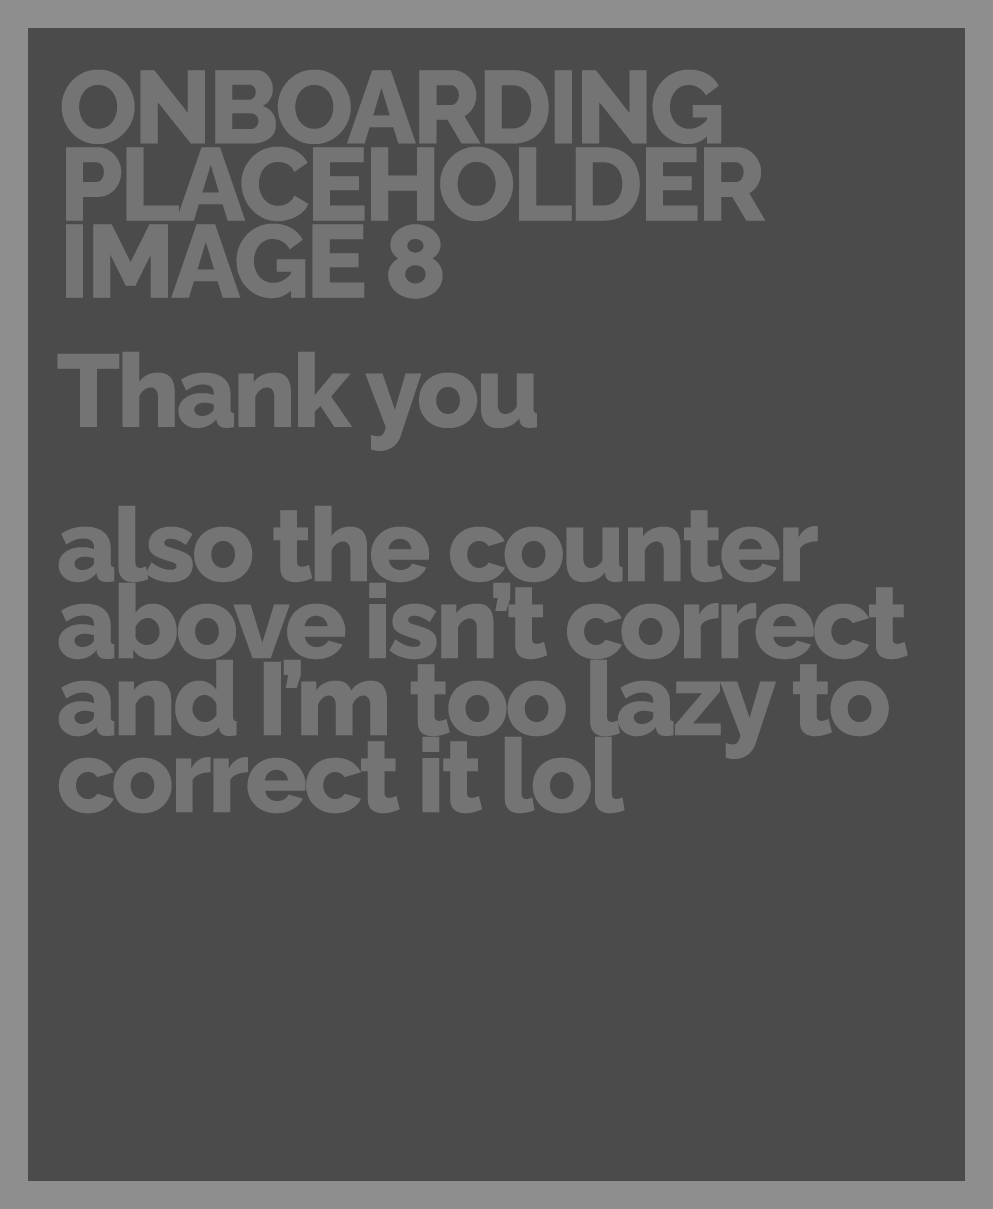 ONBOARDING
PLACEHOLDER
IMAGE 8
Thank you
also the counter
above isn’t correct
and I’m too lazy to
correct it lol